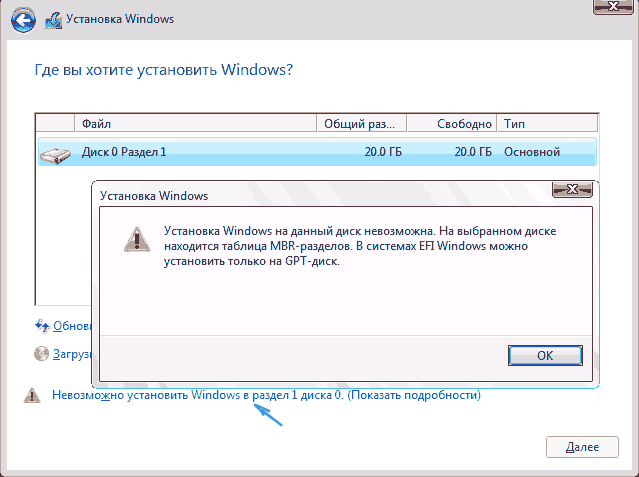 Установка Windows
Где вы хотите установить Windows?
Файл Общий раз... Свободно Тип
Диск 0 Раздел 1 20.0 ГБ 20.0 ГБ Основной
Установка Windows
Установка Windows на данный диск невозможна. На выбранном диске
находится таблица MBR-разделов. В системах EFI Windows можно
установить только на GPT-диск.
OK
Обновы
Загрузи
Невозможно установить Windows в раздел 1 диска 0. (Показать подробности)
Далее